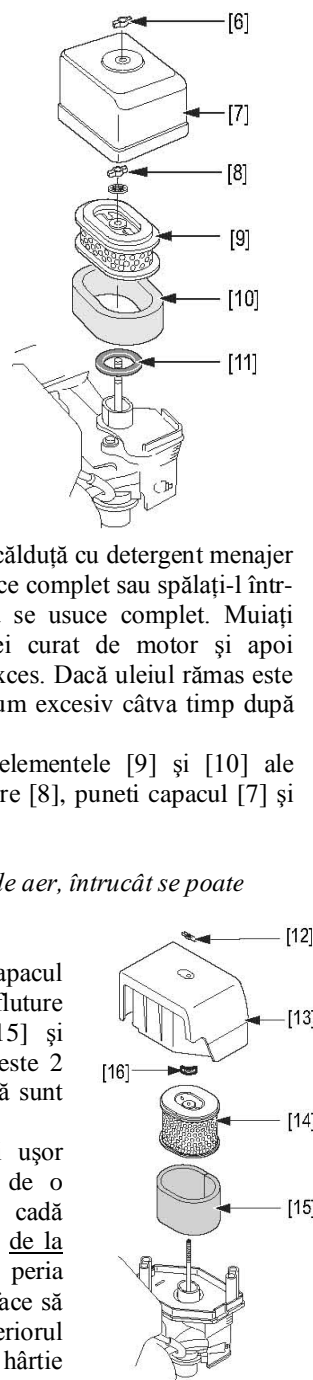 [6]
[7]
[8]
[9]
[10]
[11]
călduță cu detergent menajer
ce complet sau spălați-l într-
se usuce complet. Muiați
ei curat de motor și apoi
xces. Dacă uleiul rămas este
um excesiv câtva timp după
elementele [9] și [10] ale
re [8], puneti capacul [7] și
le aer, întrucât se poate
[12]
apacul
fluture
[13]
15] și
[16]
este 2
[14]
ă sunt
ușor
de o
[15]
cadă
de la
peria
face să
eriorul
hârtie